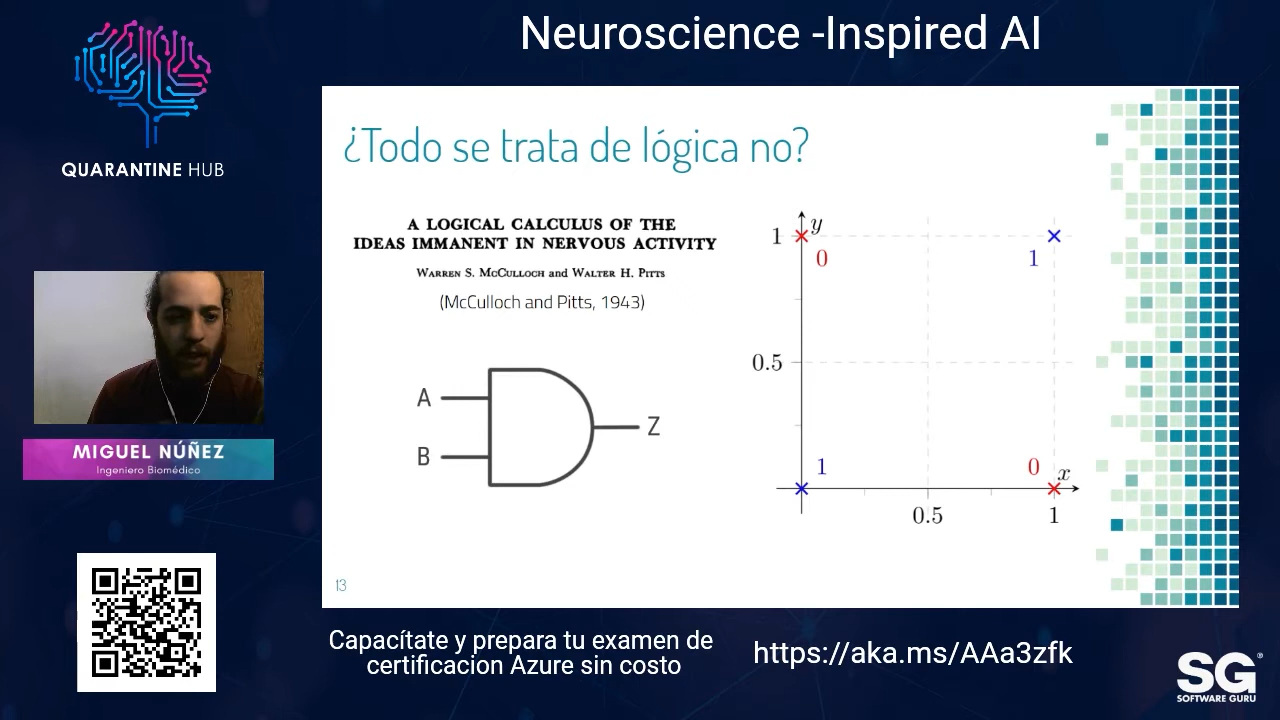 Neuroscience -Inspired AI
QUARANTINE HUB
¿Todo se trata de lógica no?
A LOGICAL CALCULUS OF THE
IDEAS IMMANENT IN NERVOUS ACTIVITY
WARREN S. MCCULLOCH and WALTER H. PITTS
(McCulloch and Pitts, 1943)
A
B
Z
y
1
0
1
0.5
1
0
x
0.5
1
13
MIGUEL NÚÑEZ
Ingeniero Biomédico
Capacítate y prepara tu examen de
certificacion Azure sin costo
https://aka.ms/AAa3zfk
SG®
SOFTWARE GURU